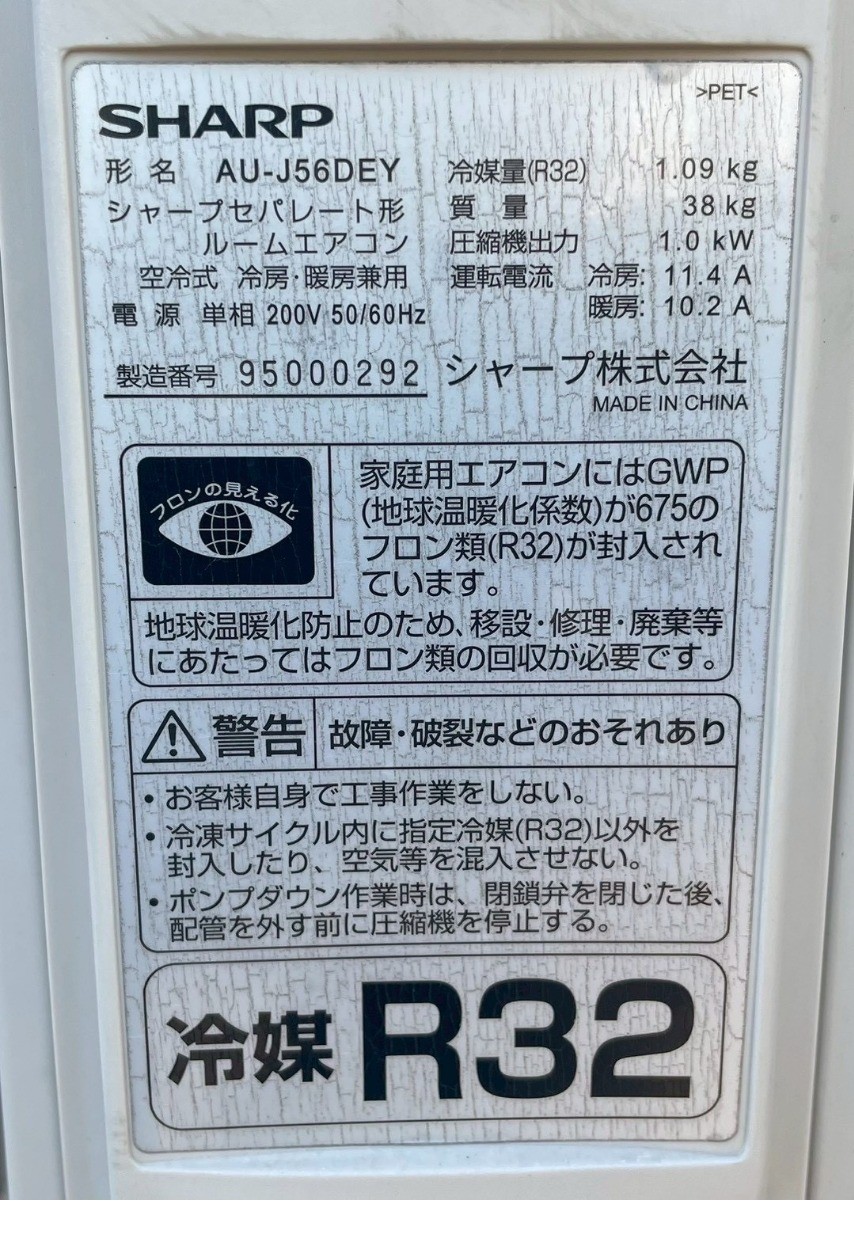 >PET<
SHARP
形名 AU-J56DEY
シャープセパレート形
ルームエアコン
空冷式 冷房・暖房兼用
電源 単相 200V 50/60Hz
冷媒量(R32) 1.09 kg
質量 38 kg
圧縮機出力 1.0 kW
運転電流 冷房: 11.4 A
暖房: 10.2 A
製造番号 95000292
シャープ株式会社
MADE IN CHINA
フロンの見える化
家庭用エアコンにはGWP
(地球温暖化係数)が675の
フロン類(R32)が封入され
ています。
地球温暖化防止のため、移設・修理・廃棄等
にあたってはフロン類の回収が必要です。
警告 故障・破裂などのおそれあり
・お客様自身で工事作業をしない。
・冷凍サイクル内に指定冷媒(R32)以外を
封入したり、空気等を混入させない。
・ポンプダウン作業時は、閉鎖弁を閉じた後、
配管を外す前に圧縮機を停止する。
冷媒 R32